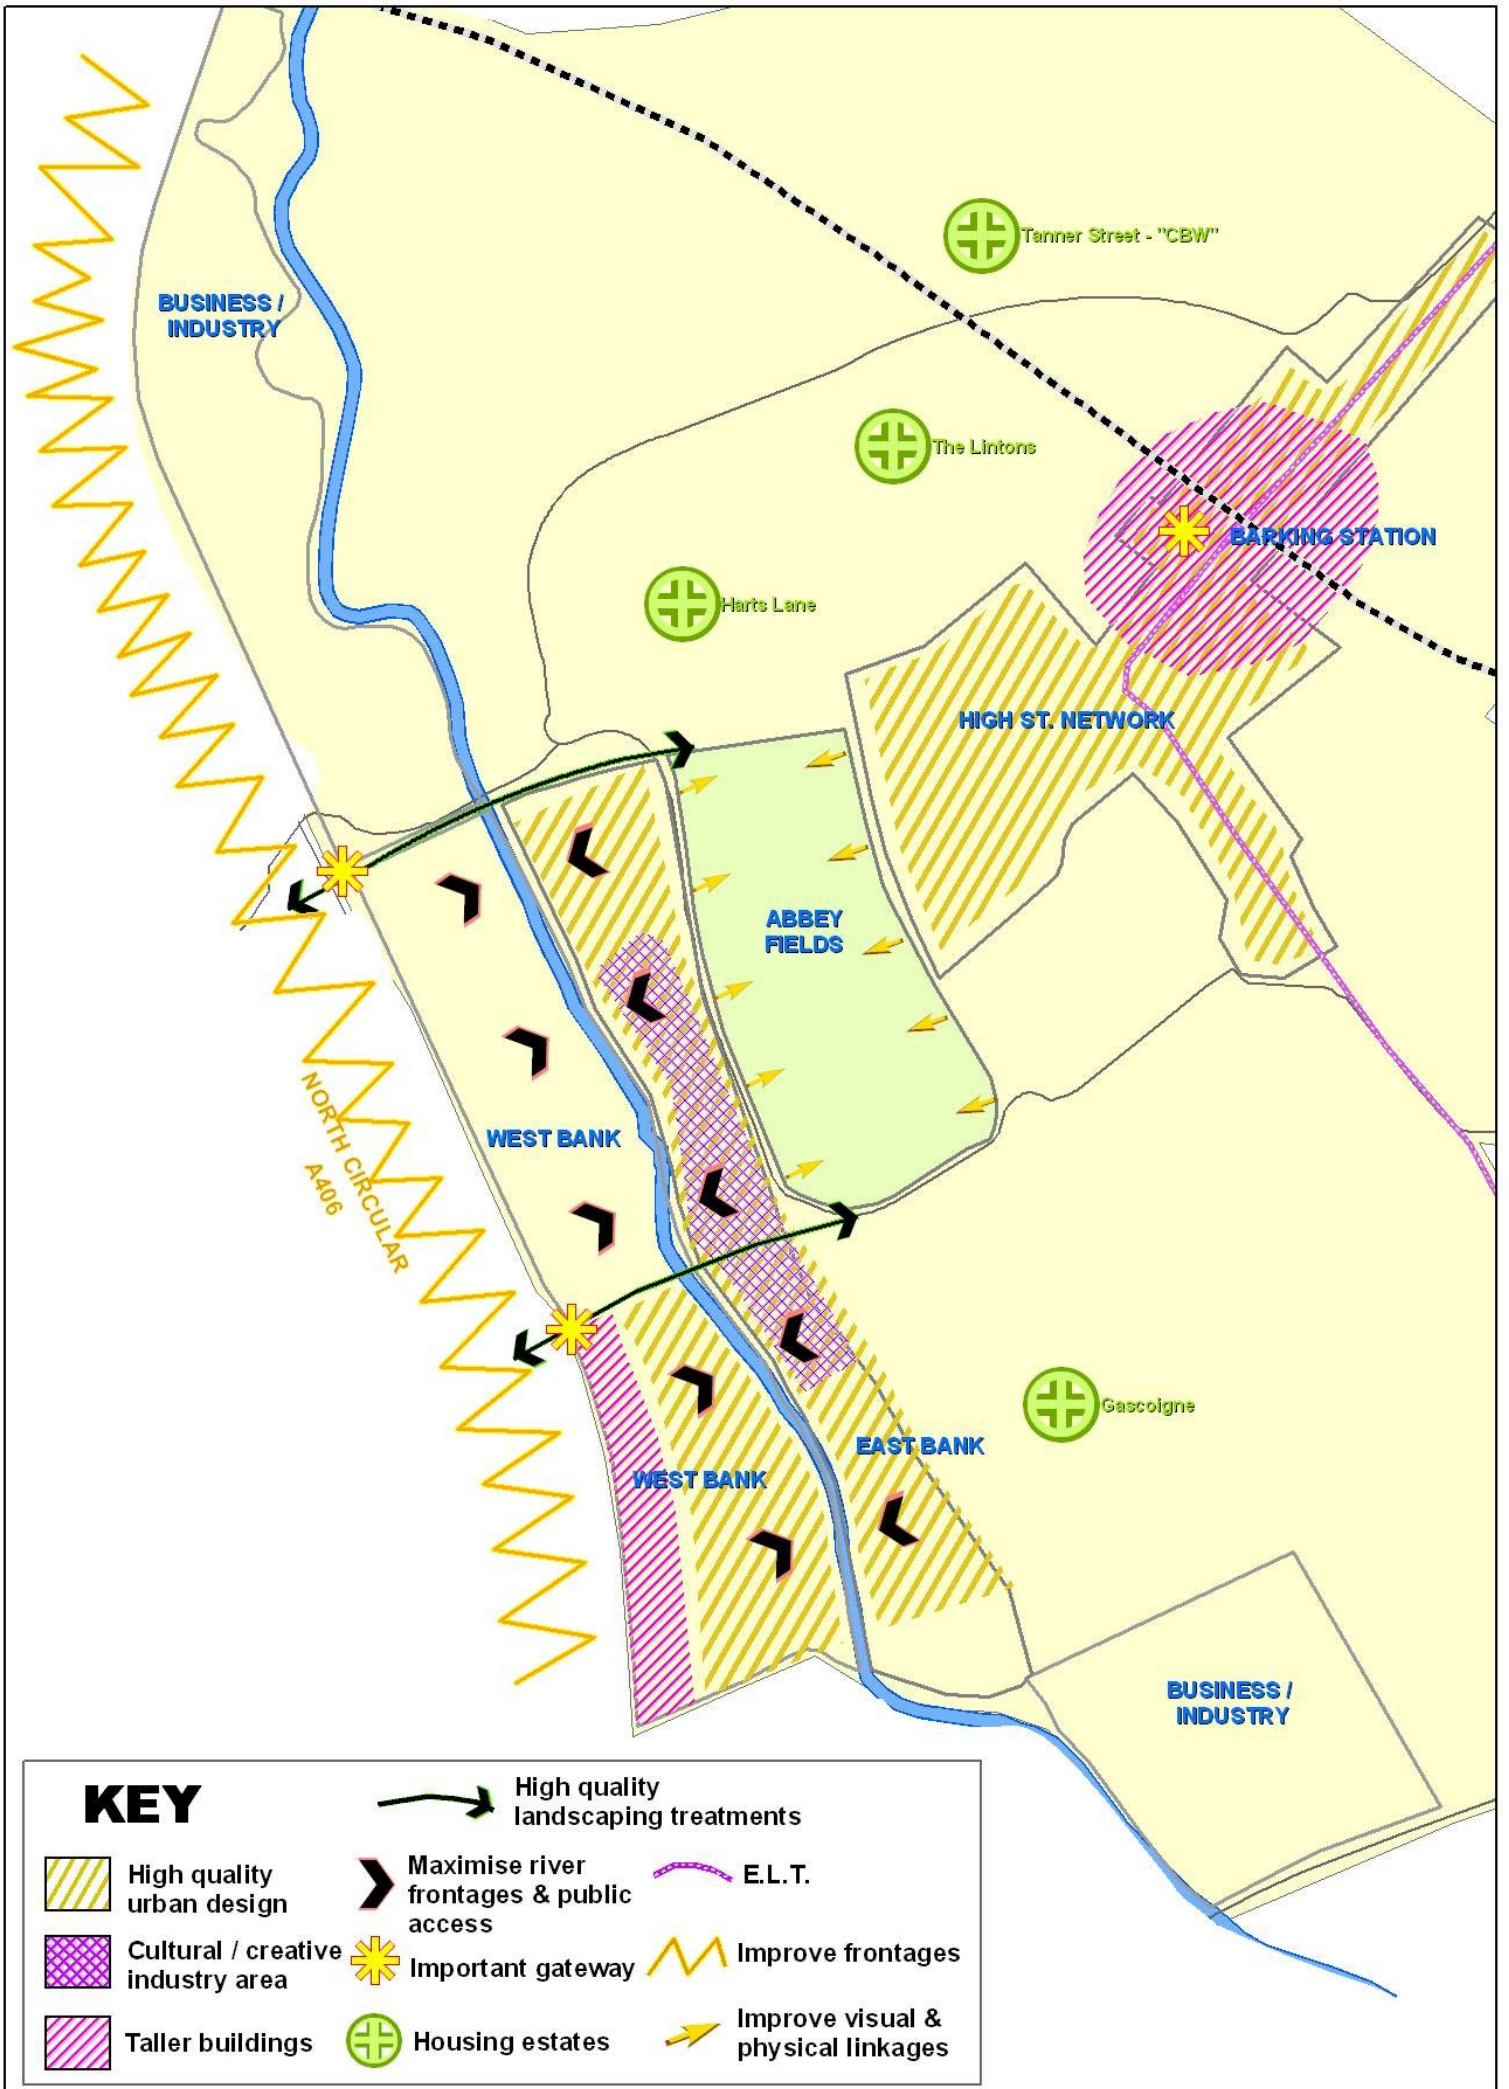 Tanner Street - "CBW"
BUSINESS /
INDUSTRY
The Lintons
BARKING STATION
Harts Lane
HIGH ST. NETWORK
ABBEY
FIELDS
WEST BANK
NORTH CIRCULAR
A406
Gascoigne
EAST BANK
WEST BANK
BUSINESS /
INDUSTRY
KEY
High quality
landscaping treatments
High quality
urban design
Maximise river
frontages & public
access
E.L.T.
Cultural / creative
industry area
Important gateway
Improve frontages
Taller buildings
Housing estates
Improve visual &
physical linkages